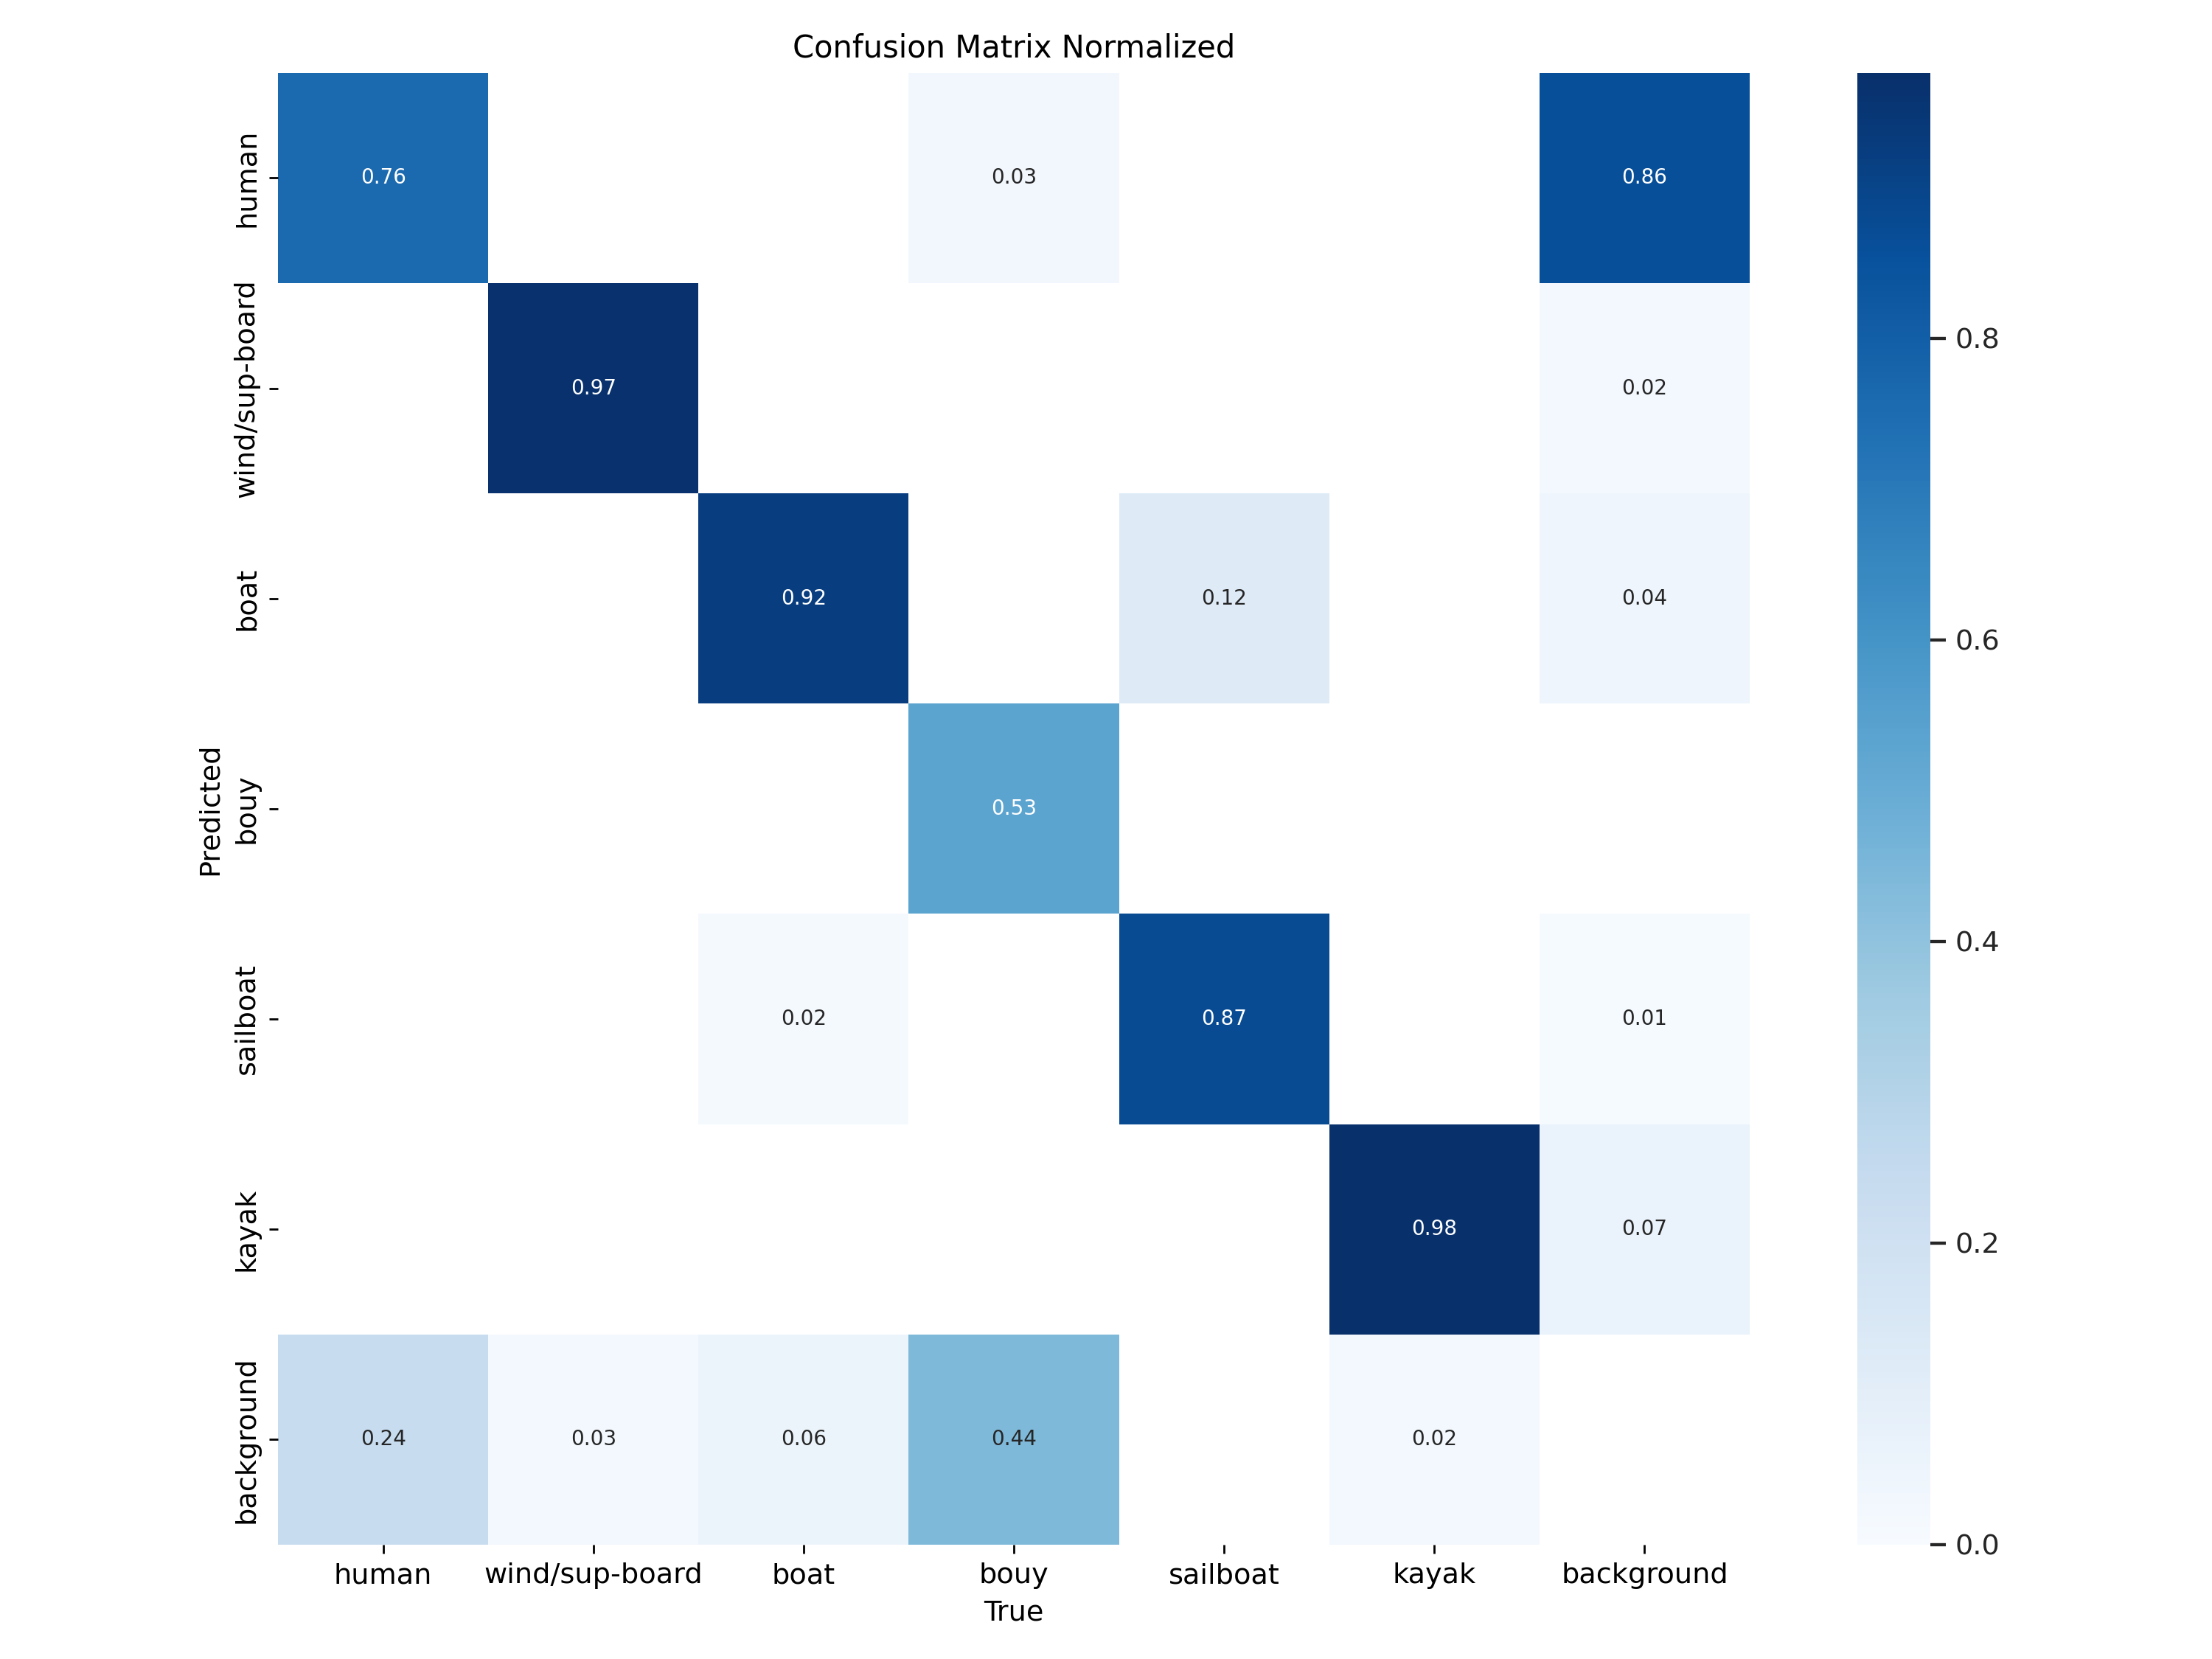 Confusion Matrix Normalized
human 0.76 0.03 0.86
wind/sup-board 0.97 0.02
boat 0.92 0.12 0.04
bouy 0.53
sailboat 0.02 0.87 0.01
kayak 0.98 0.07
background 0.24 0.03 0.06 0.44 0.02
Predicted
human wind/sup-board boat bouy sailboat kayak background
True
0.8
0.6
0.4
0.2
0.0